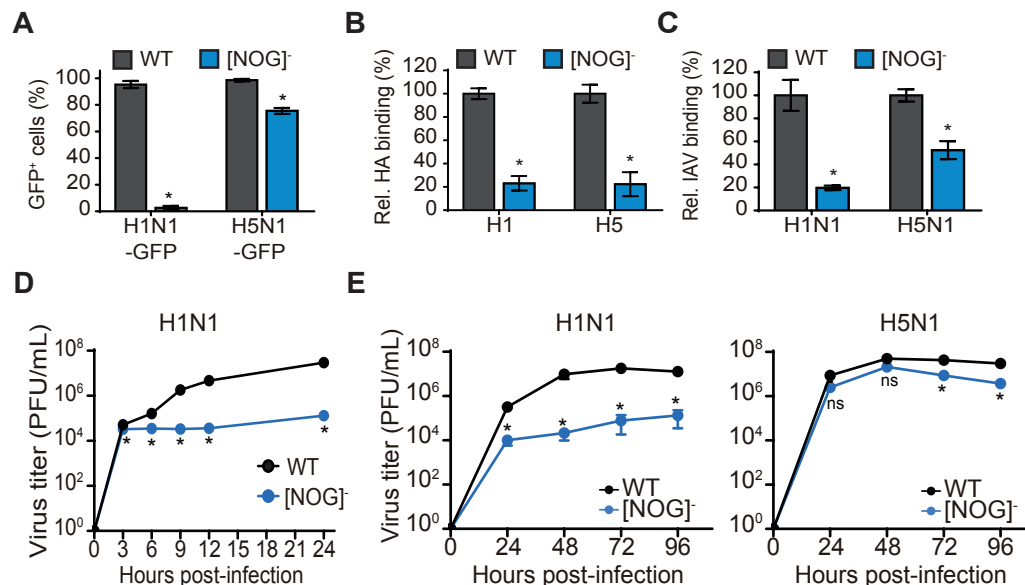 A
WT [NOG]-
GFP+ cells (%)
100
80
60
40
20
0
*
*
H1N1 H5N1
-GFP -GFP
B
WT [NOG]-
Rel. HA binding (%)
120
100
80
60
40
20
0
*
*
H1 H5
C
WT [NOG]-
Rel. IAV binding (%)
120
100
80
60
40
20
0
*
*
H1N1 H5N1
D
H1N1
Virus titer (PFU/mL)
10^8
10^6
10^4
10^2
10^0
* * * * *
WT
[NOG]-
0 3 6 9 12 15 18 21 24
Hours post-infection
E
H1N1
Virus titer (PFU/mL)
10^8
10^6
10^4
10^2
10^0
* * * *
WT
[NOG]-
0 24 48 72 96
Hours post-infection
H5N1
10^8
10^6
10^4
10^2
10^0
ns ns * *
WT
[NOG]-
0 24 48 72 96
Hours post-infection